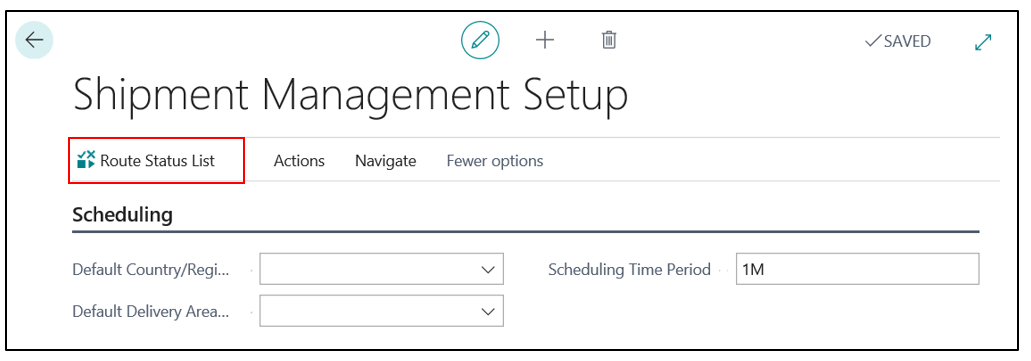 SAVED
Shipment Management Setup
Route Status List Actions Navigate Fewer options
Scheduling
Default Country/Regi... Scheduling Time Period 1M
Default Delivery Area...